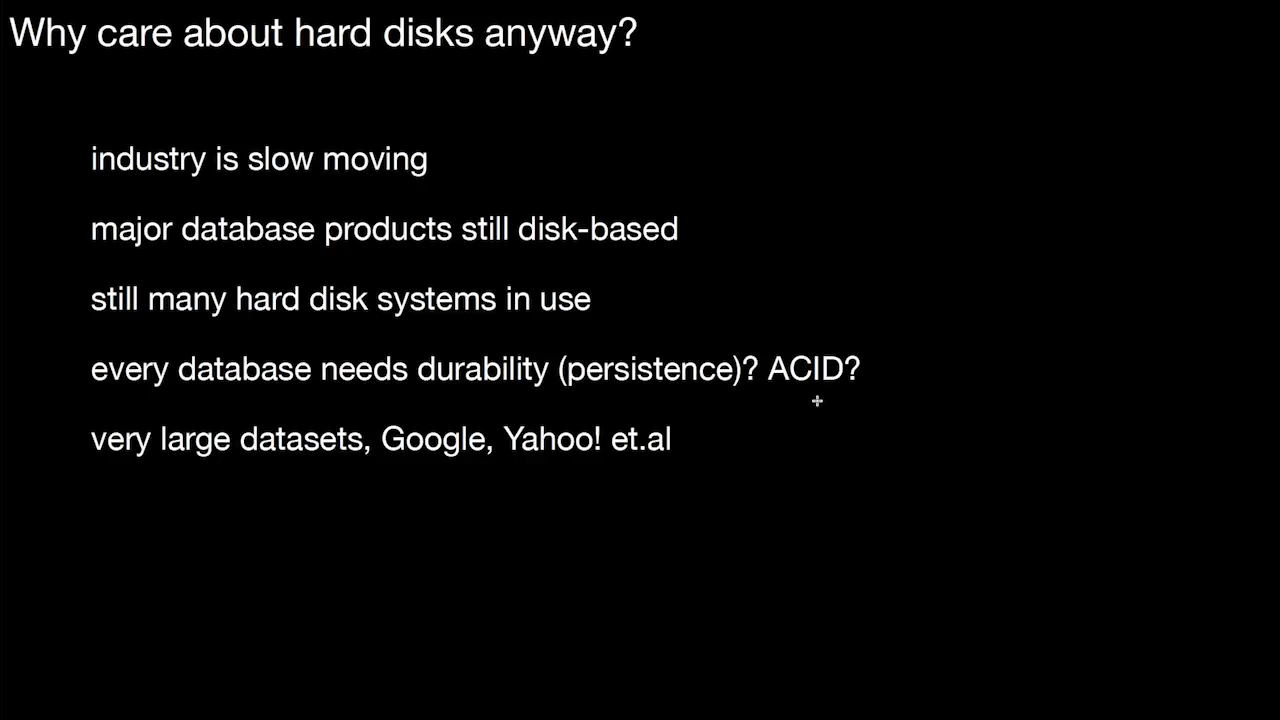 Why care about hard disks anyway?
industry is slow moving
major database products still disk-based
still many hard disk systems in use
every database needs durability (persistence)? ACID?
very large datasets, Google, Yahoo! et.al